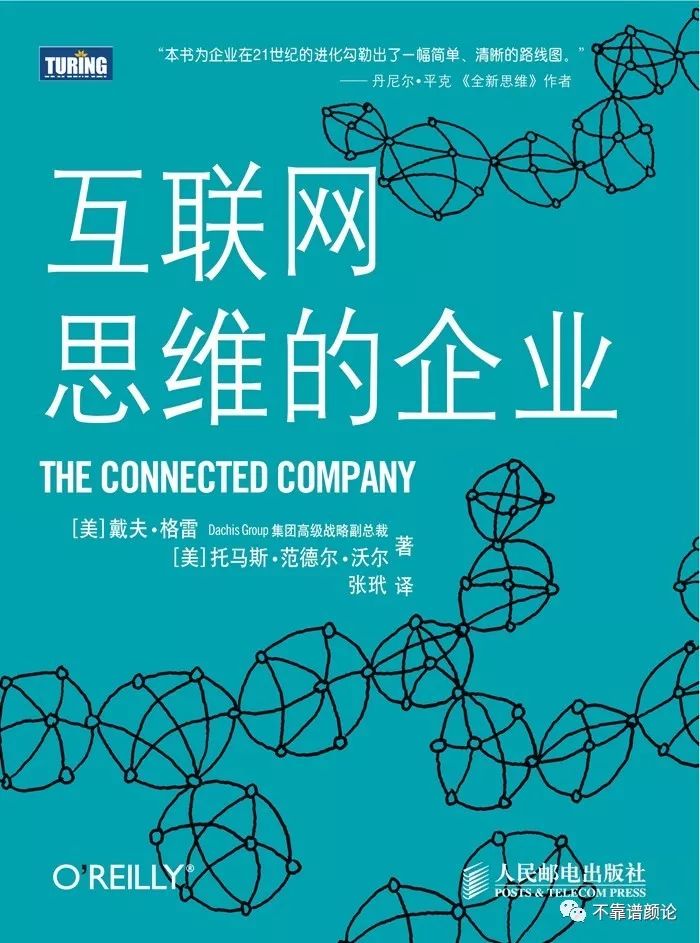 TURING
“本书为企业在21世纪的进化勾勒出了一幅简单、清晰的路线图。”
—— 丹尼尔·平克 《全新思维》作者
互联网
思维的企业
THE CONNECTED COMPANY
[美] 戴夫·格雷 Dachis Group 集团高级战略副总裁
[美] 托马斯·范德尔·沃尔 著
张玳 译
O'REILLY®
人民邮电出版社
POSTS & TELECOM PRESS
不靠谱颜论